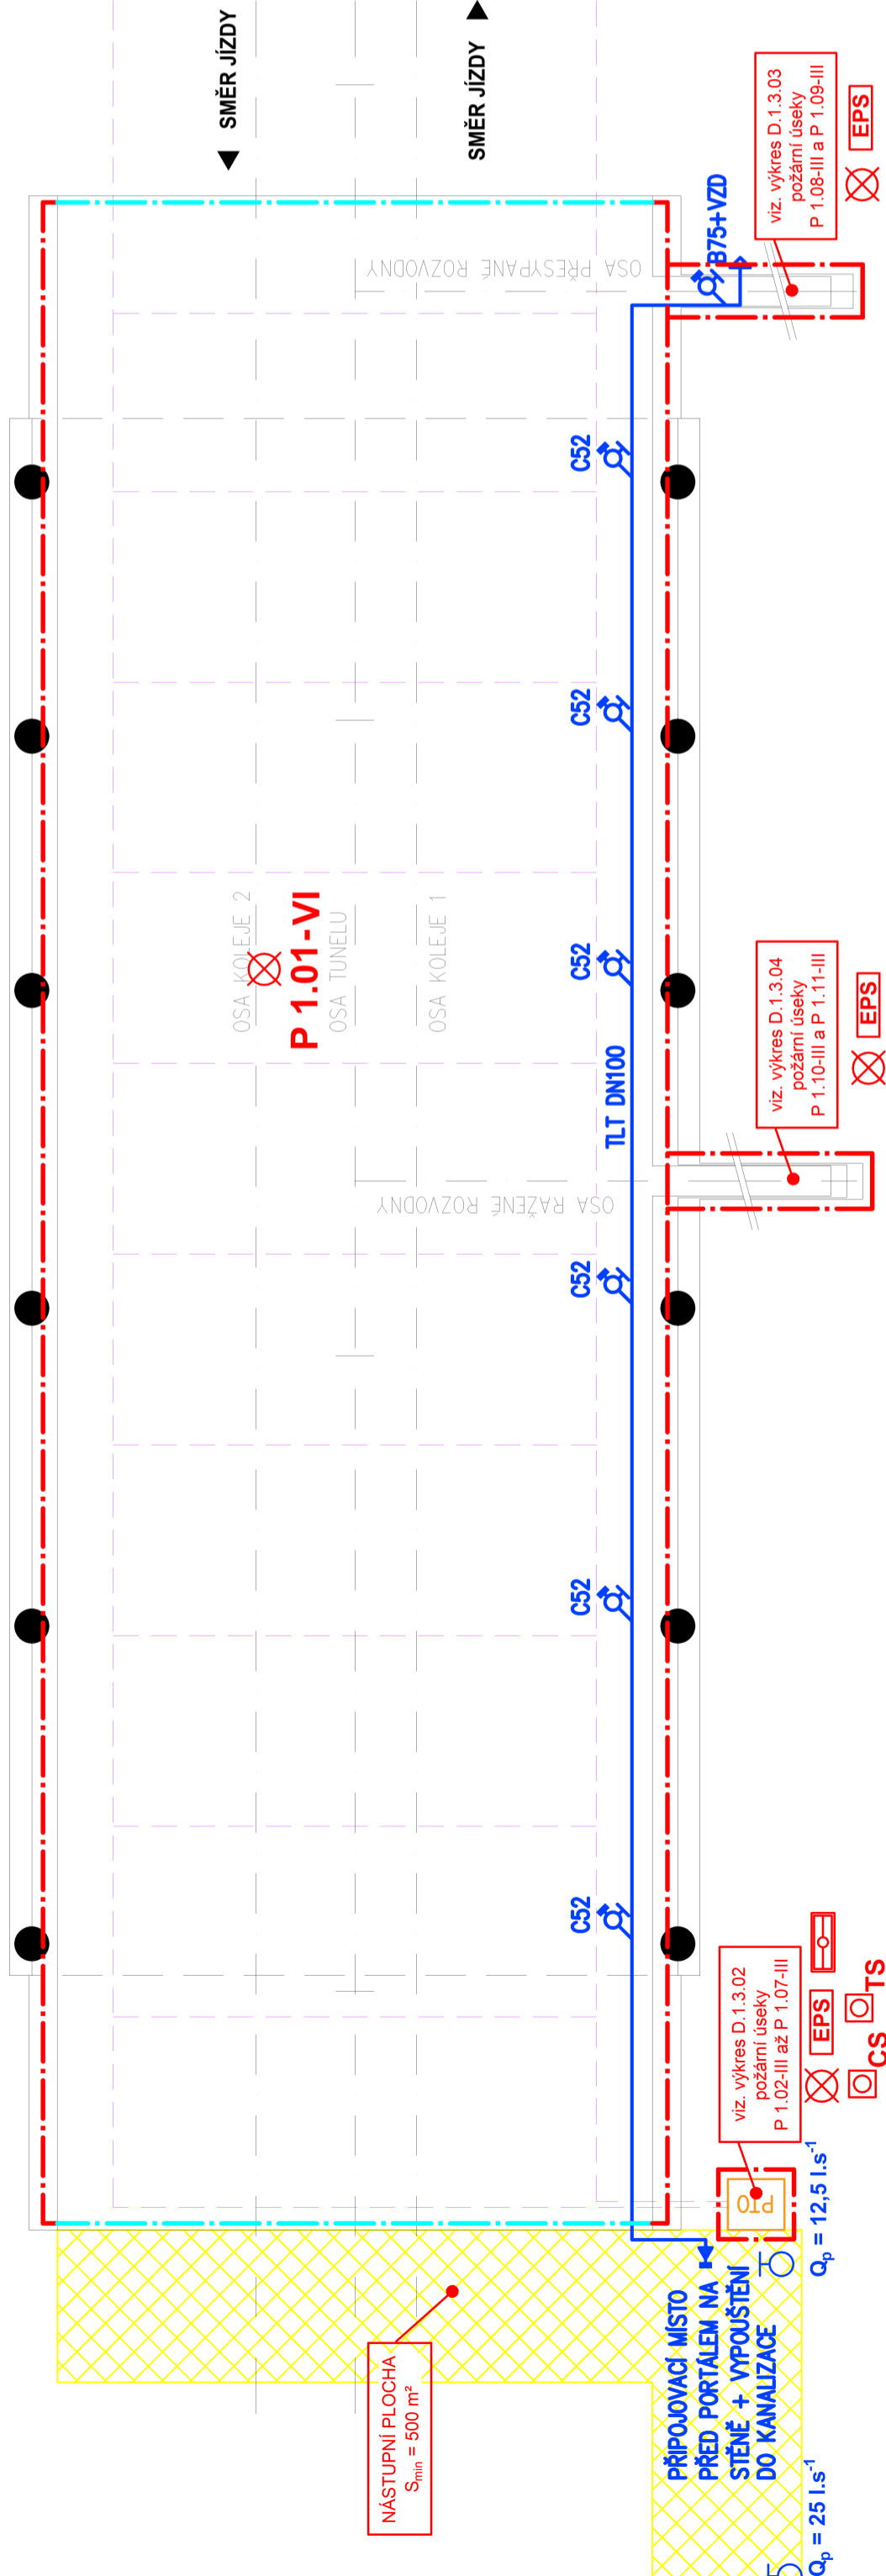 SMĚR JÍZDY
SMĚR JÍZDY
viz. výkres D.1.3.03
požární úseky
P 1.08-III a P 1.09-III
EPS
B75+VZD
OSA PŘESYPANÉ ROZVODNY
C52
C52
C52
OSA KOLEJE 2
P 1.01-VI
OSA TUNELU
OSA KOLEJE 1
TLT DN100
viz. výkres D.1.3.04
požární úseky
P 1.10-III a P 1.11-III
EPS
OSA RAŽENÉ ROZVODNY
C52
C52
C52
viz. výkres D.1.3.02
požární úseky
P 1.02-III až P 1.07-III
EPS
CS
TS
PTO
Qp = 12,5 l.s-1
NÁSTUPNÍ PLOCHA
Smin = 500 m²
PŘIPOJOVACÍ MÍSTO
PŘED PORTÁLEM NA
STĚNĚ + VYPOUŠTĚNÍ
DO KANALIZACE
Qp = 25 l.s-1